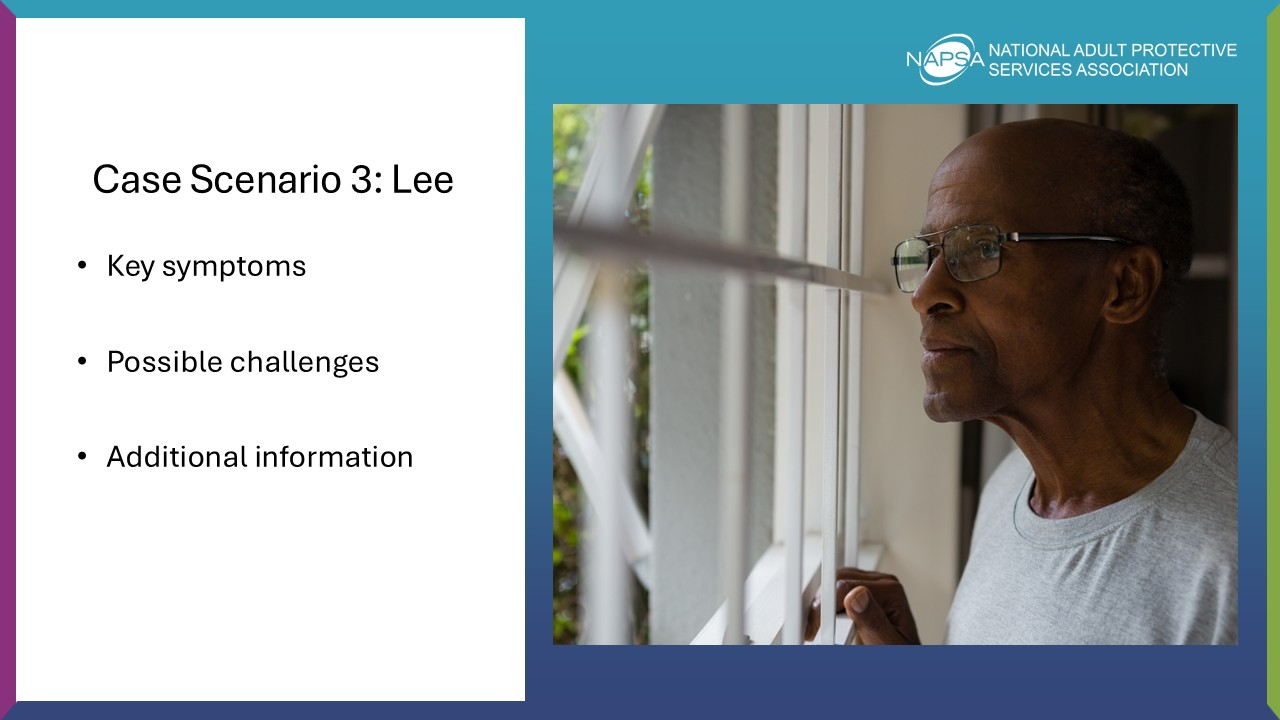 NAPSA NATIONAL ADULT PROTECTIVE
SERVICES ASSOCIATION
Case Scenario 3: Lee
• Key symptoms
• Possible challenges
• Additional information